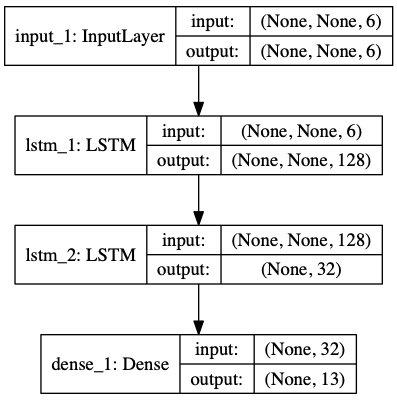 input_1: InputLayer
input: (None, None, 6)
output: (None, None, 6)
lstm_1: LSTM
input: (None, None, 6)
output: (None, None, 128)
lstm_2: LSTM
input: (None, None, 128)
output: (None, 32)
dense_1: Dense
input: (None, 32)
output: (None, 13)